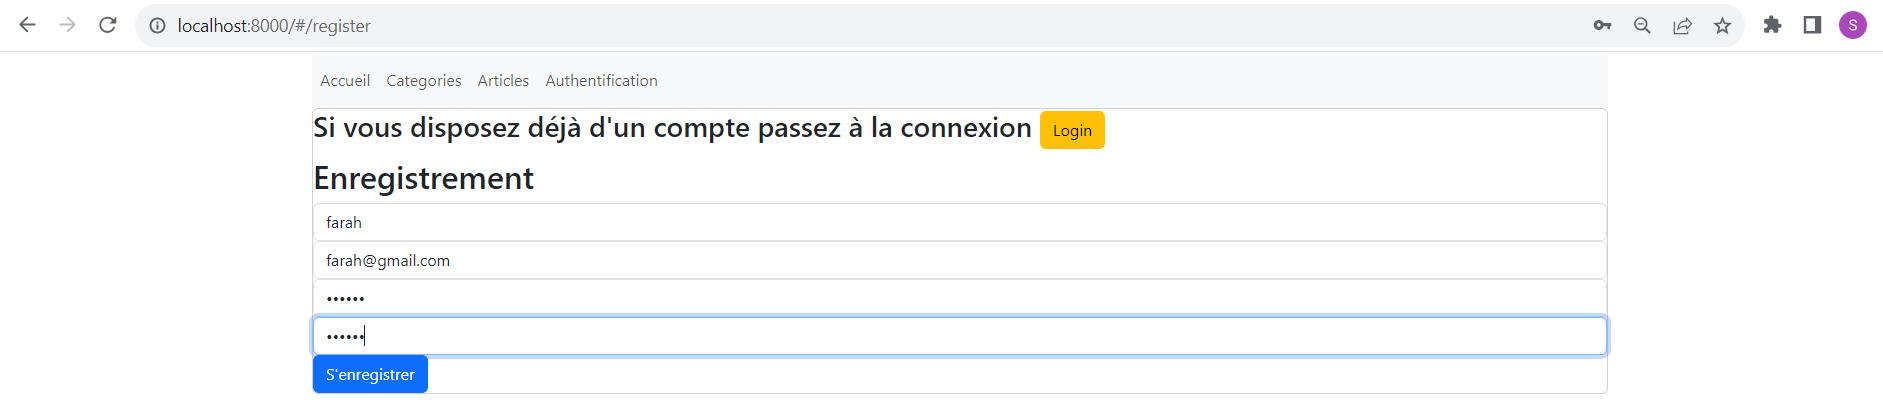 localhost:8000/#/register
S
Accueil Categories Articles Authentification
Si vous disposez déjà d'un compte passez à la connexion Login
Enregistrement
farah
farah@gmail.com
••••••
••••••
S'enregistrer